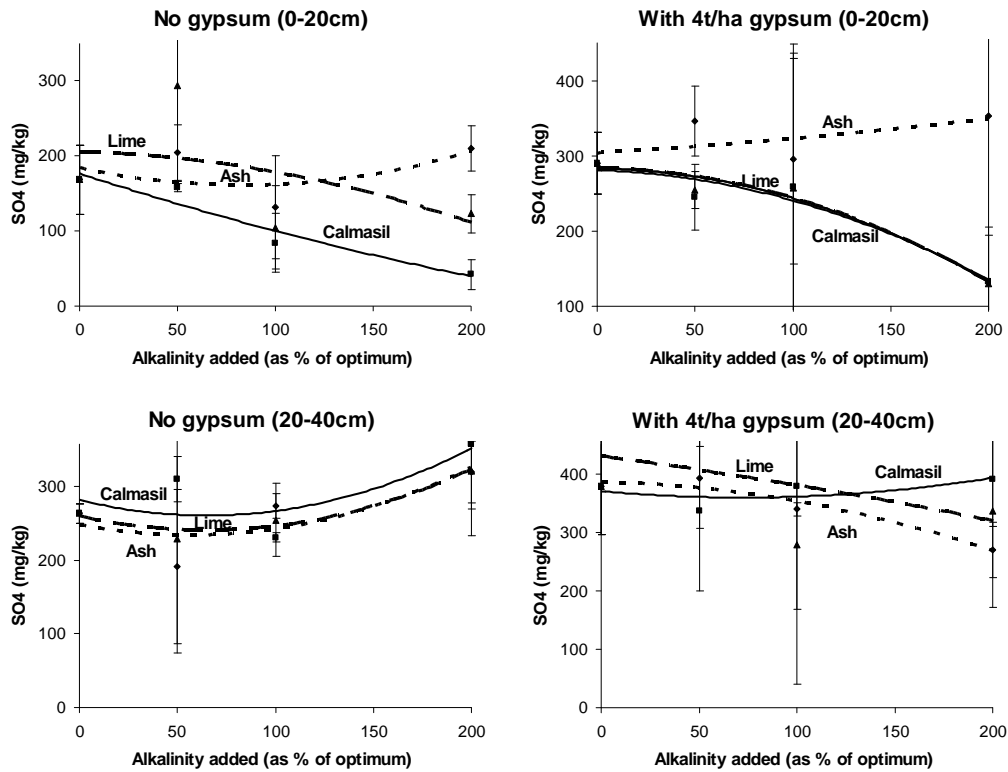 No gypsum (0-20cm)
SO4 (mg/kg)
300
200
100
0
Lime
Ash
Calmasil
0 50 100 150 200
Alkalinity added (as % of optimum)
With 4t/ha gypsum (0-20cm)
SO4 (mg/kg)
400
300
200
100
Ash
Lime
Calmasil
0 50 100 150 200
Alkalinity added (as % of optimum)
No gypsum (20-40cm)
SO4 (mg/kg)
300
200
100
0
Calmasil
Lime
Ash
0 50 100 150 200
Alkalinity added (as % of optimum)
With 4t/ha gypsum (20-40cm)
SO4 (mg/kg)
400
300
200
100
0
Lime
Calmasil
Ash
0 50 100 150 200
Alkalinity added (as % of optimum)